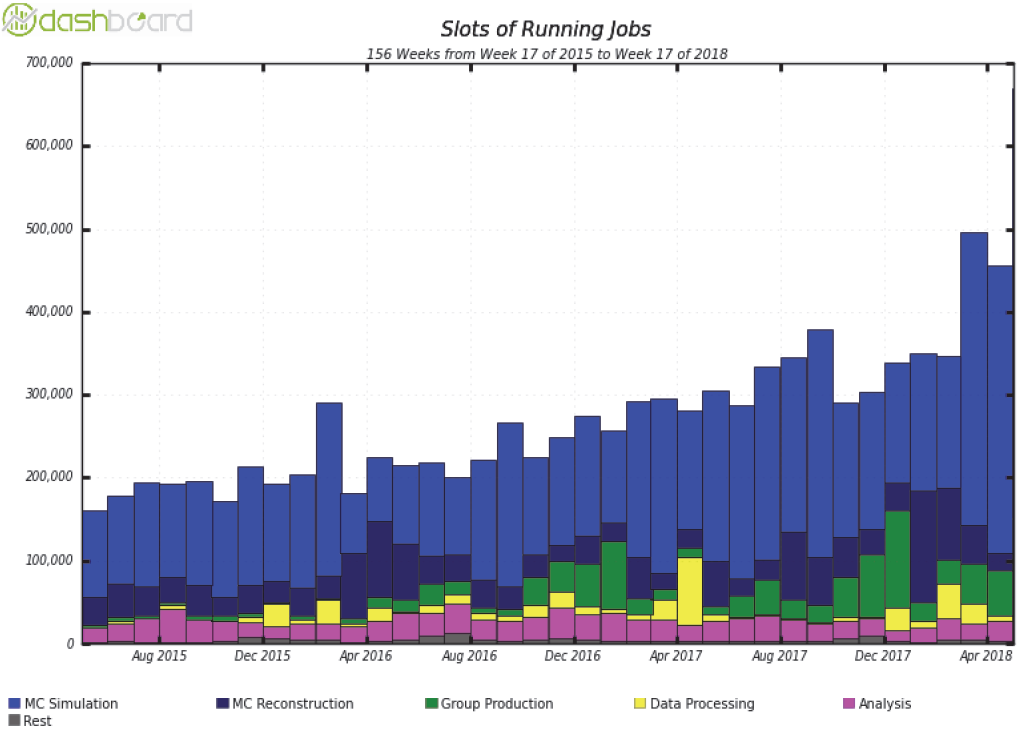 dashboard
Slots of Running Jobs
156 Weeks from Week 17 of 2015 to Week 17 of 2018
700,000
600,000
500,000
400,000
300,000
200,000
100,000
0
Aug 2015 Dec 2015 Apr 2016 Aug 2016 Dec 2016 Apr 2017 Aug 2017 Dec 2017 Apr 2018
MC Simulation MC Reconstruction Group Production Data Processing Analysis
Rest